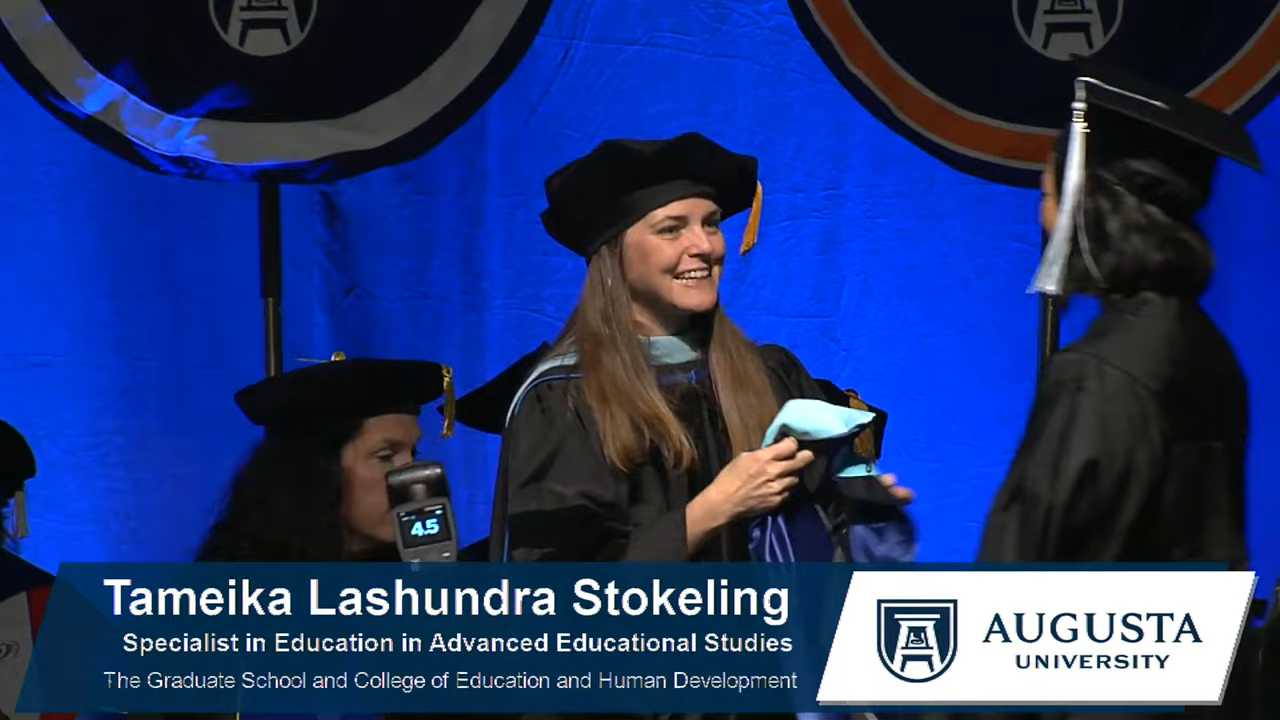 4.5
Tameika Lashundra Stokeling
Specialist in Education in Advanced Educational Studies
The Graduate School and College of Education and Human Development
AUGUSTA
UNIVERSITY